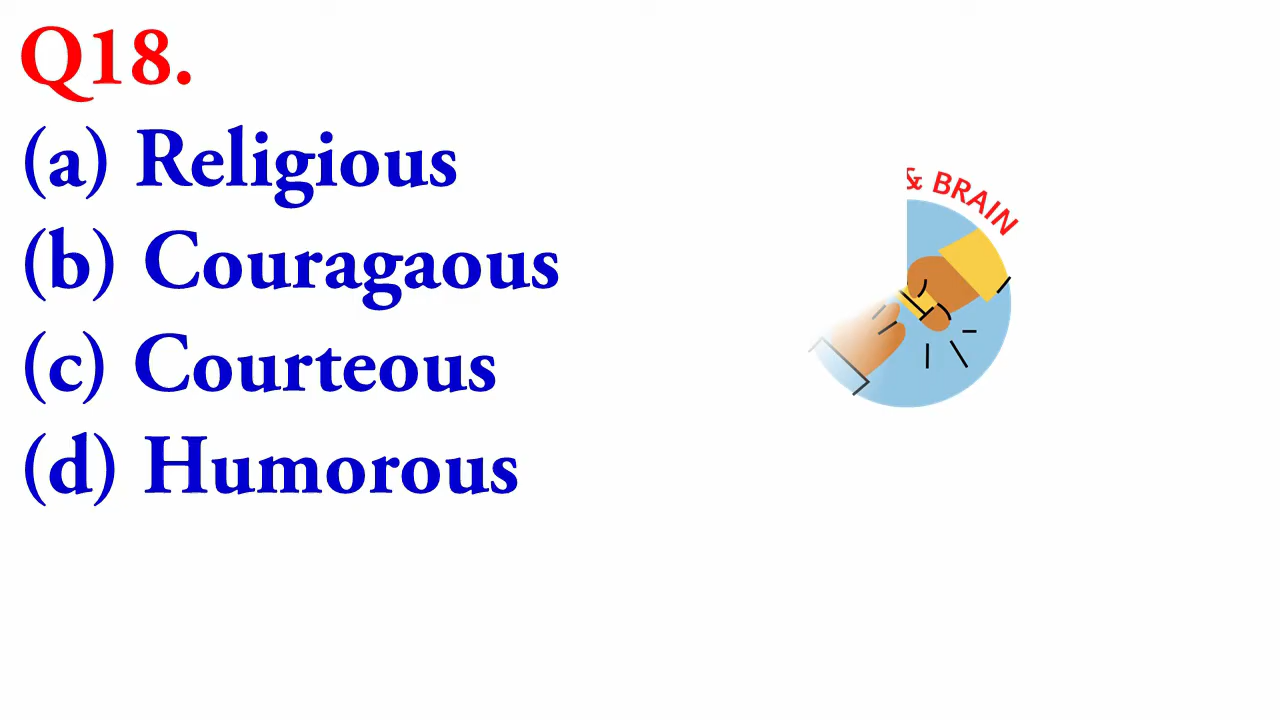 Q18.
(a) Religious
(b) Couragaous
(c) Courteous
(d) Humorous
& BRAIN